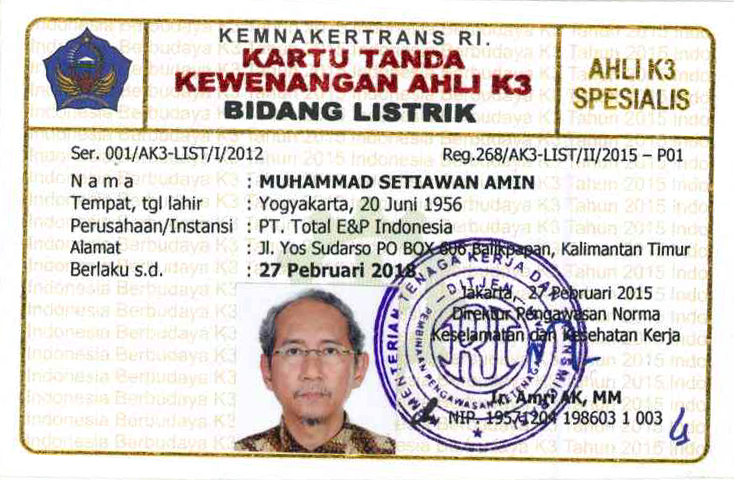 KEMNAKERTRANS RI.
KARTU TANDA
KEWENANGAN AHLI K3
BIDANG LISTRIK
AHLI K3
SPESIALIS
Ser. 001/AK3-LIST/I/2012
Reg.268/AK3-LIST/II/2015 – P01
Nama : MUHAMMAD SETIAWAN AMIN
Tempat, tgl lahir : Yogyakarta, 20 Juni 1956
Perusahaan/Instansi : PT. Total E&P Indonesia
Alamat : Jl. Yos Sudarso PO BOX 606 Balikpapan, Kalimantan Timur
Berlaku s.d. : 27 Pebruari 2018
Jakarta, 27 Pebruari 2015
Direktur Pengawasan Norma
Keselamatan dan Kesehatan Kerja
Ir. Amri AK, MM
NIP. 19571204 198603 1 003
KEMENTERIAN TENAGA KERJA DAN
DITJEN
PEMBINAAN PENGAWASAN
RI
Indonesia Berbudaya K3 Tahun 2015